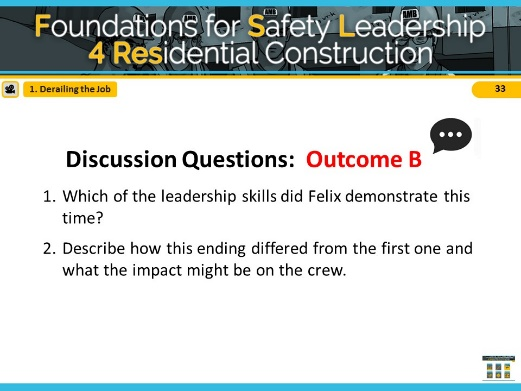 Foundations for Safety Leadership
4 Residential Construction
1. Derailing the Job
33
Discussion Questions: Outcome B
1. Which of the leadership skills did Felix demonstrate this
time?
2. Describe how this ending differed from the first one and
what the impact might be on the crew.